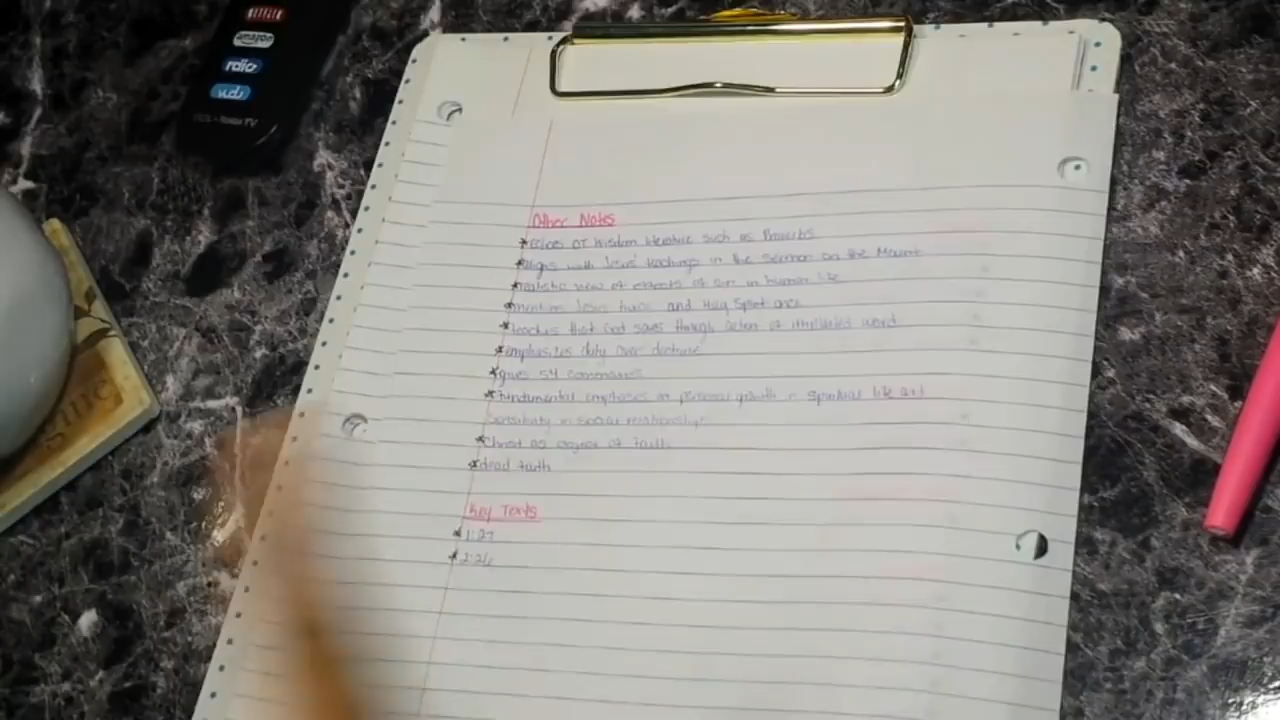 NETFLIX
amazon
rdio
vudu
TCL • Roku TV
Other Notes
*echoes of wisdom literature such as Proverbs
*aligns with Jesus' teachings in the Sermon on the Mount
*realistic view of effects of sin in human life
*mentions Jesus twice and Holy Spirit once
*teaches that God saves through action of implanted word
*emphasizes duty over doctrine
*gives 54 commands
*Fundamental emphases on personal growth in spiritual life and
sensitivity in social relationships
*Christ as object of faith
*dead faith
Key Texts
*1:27
*2:26